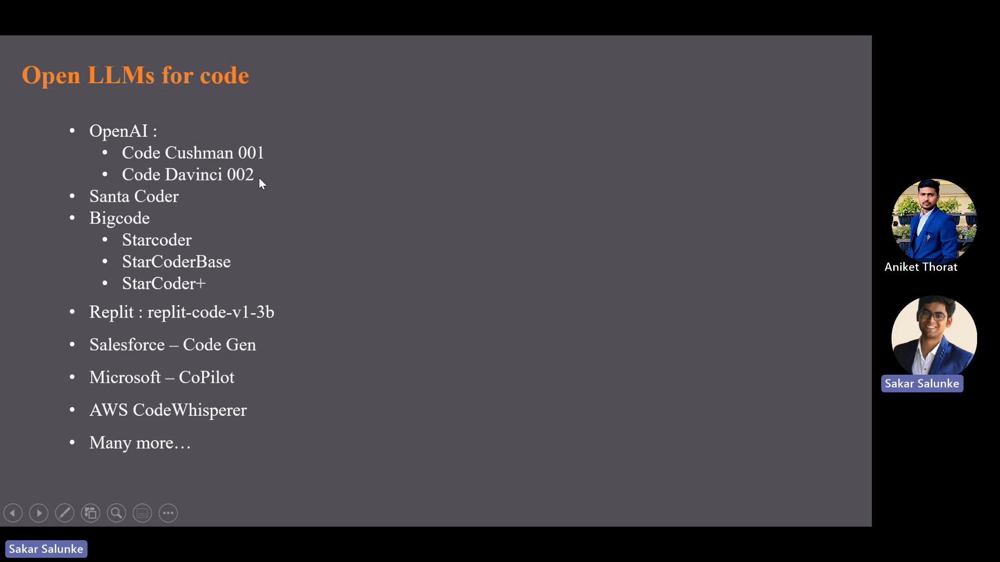 Open LLMs for code
• OpenAI :
• Code Cushman 001
• Code Davinci 002
• Santa Coder
• Bigcode
• Starcoder
• StarCoderBase
• StarCoder+
• Replit : replit-code-v1-3b
• Salesforce – Code Gen
• Microsoft – CoPilot
• AWS CodeWhisperer
• Many more…
Aniket Thorat
Sakar Salunke
Sakar Salunke